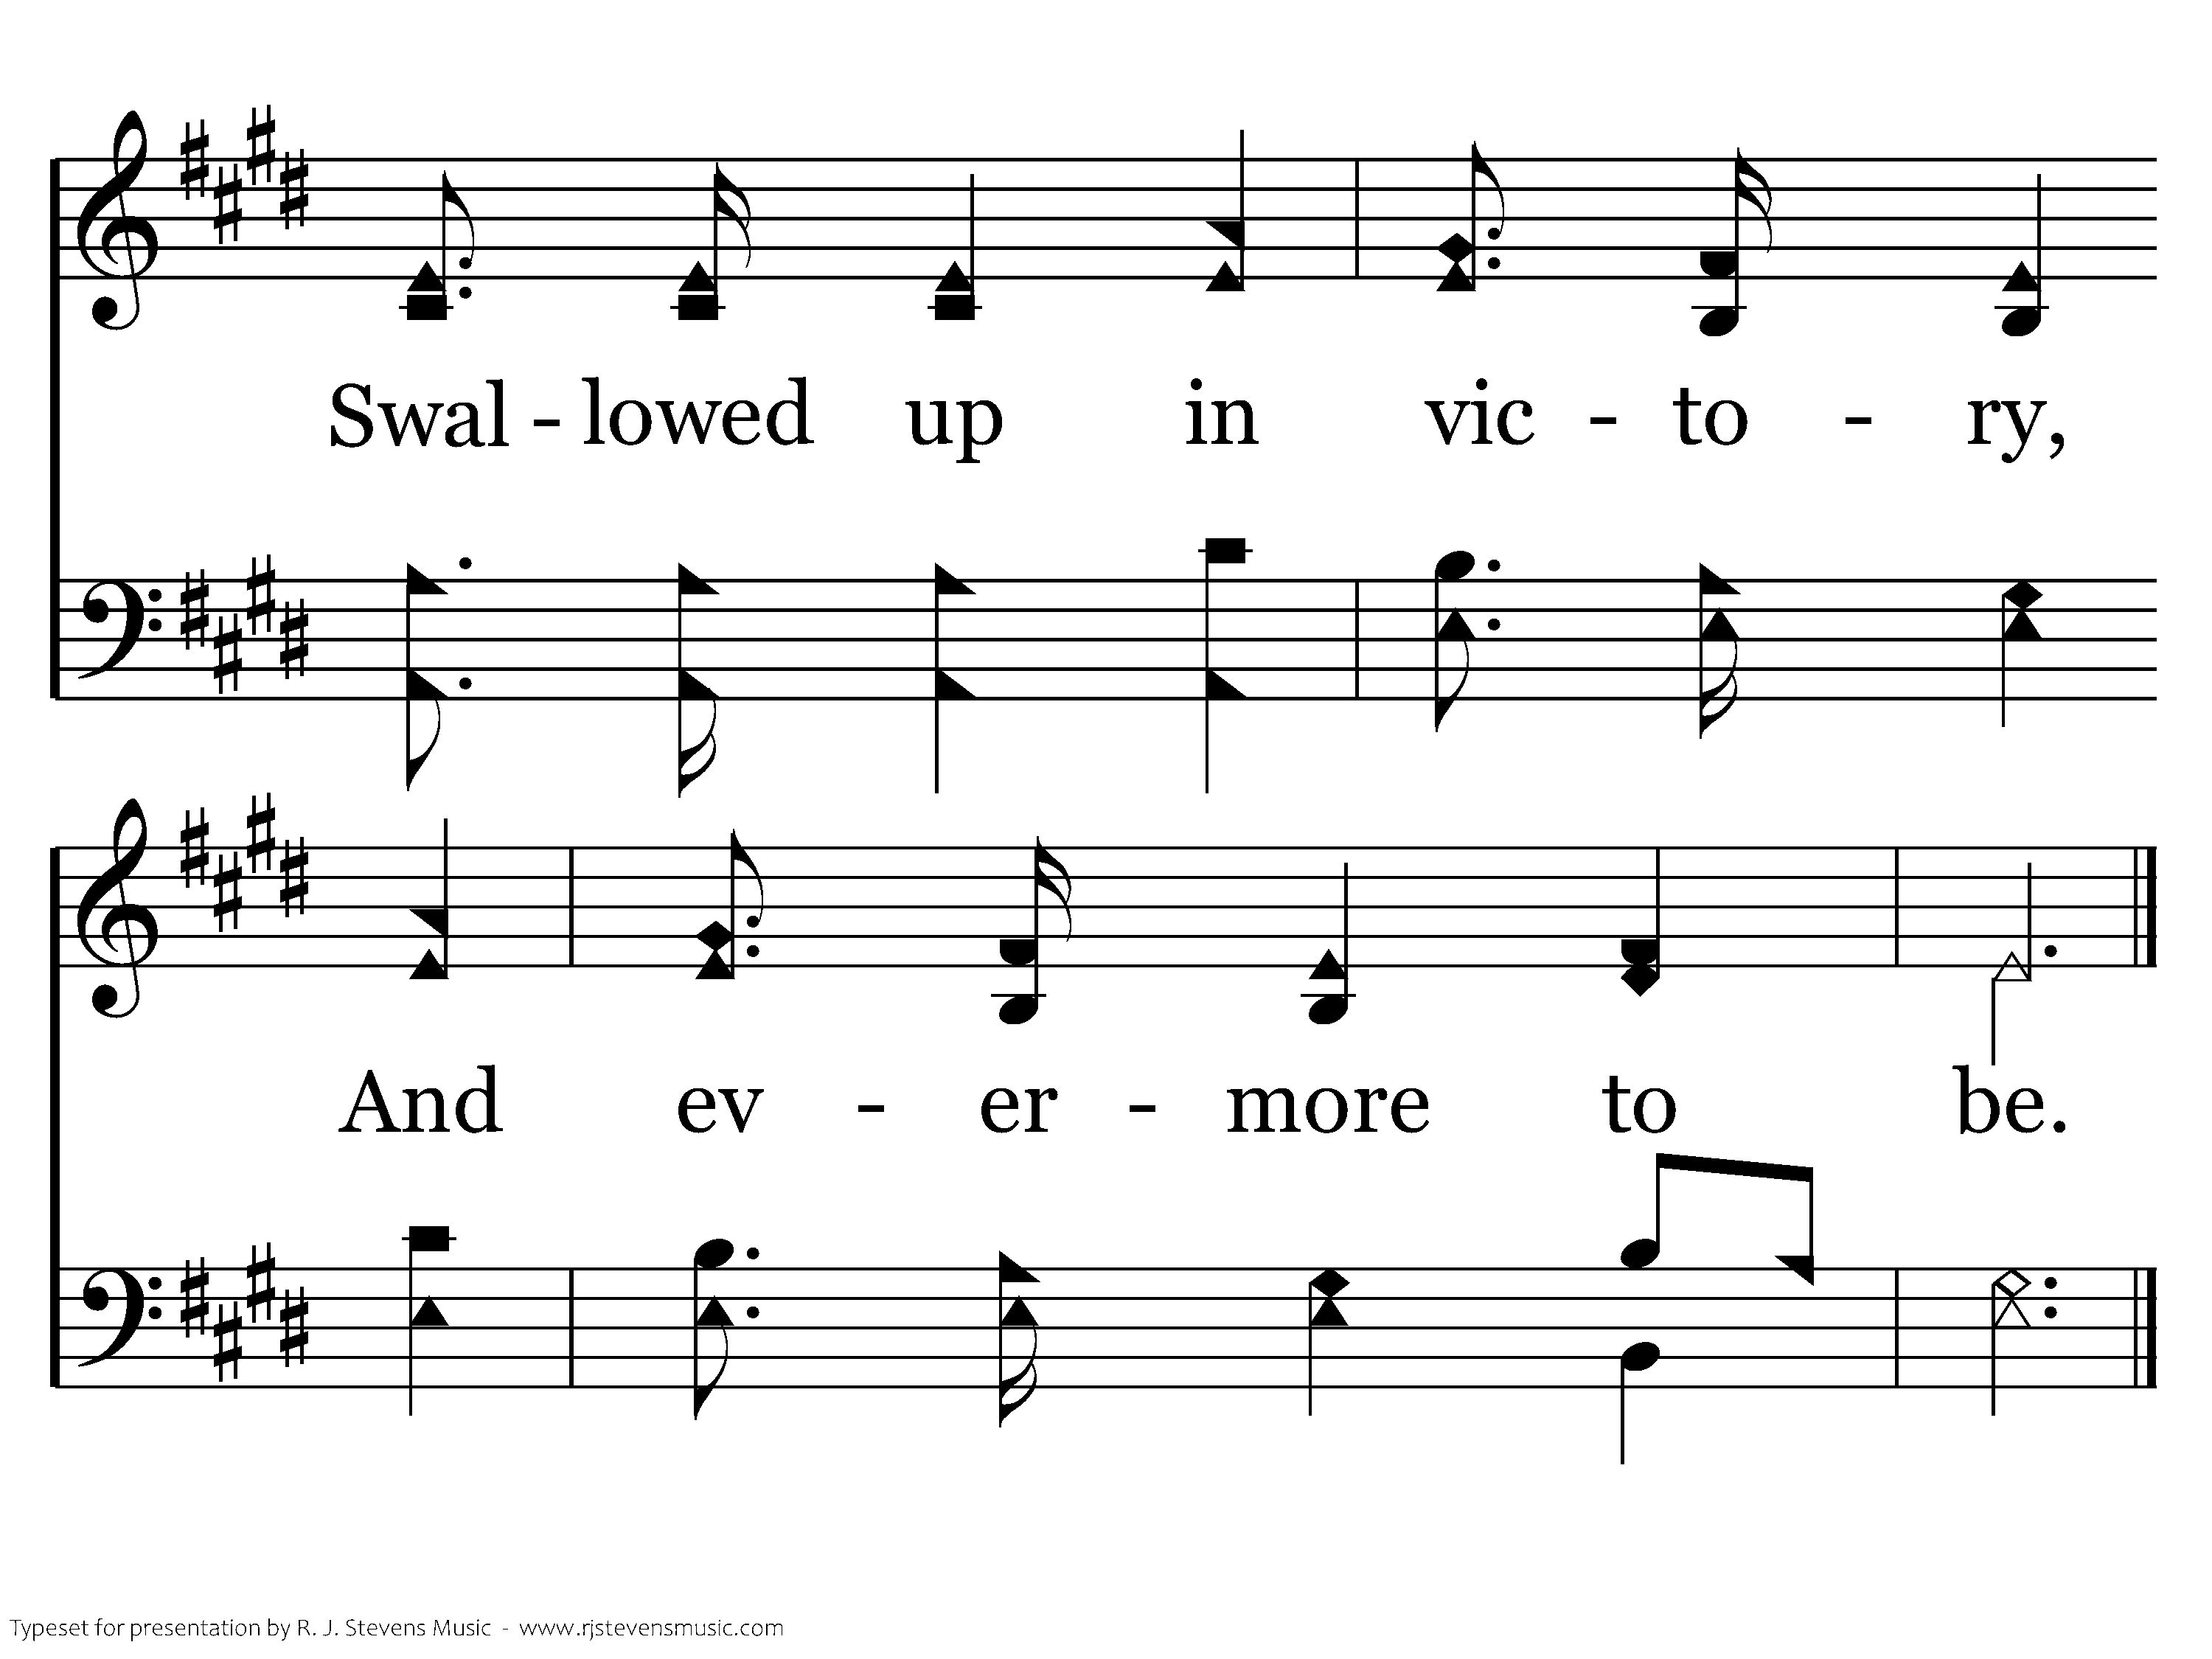 Swal - lowed up in vic - to - ry,
And ev - er - more to be.
Typeset for presentation by R. J. Stevens Music - www.rjstevensmusic.com